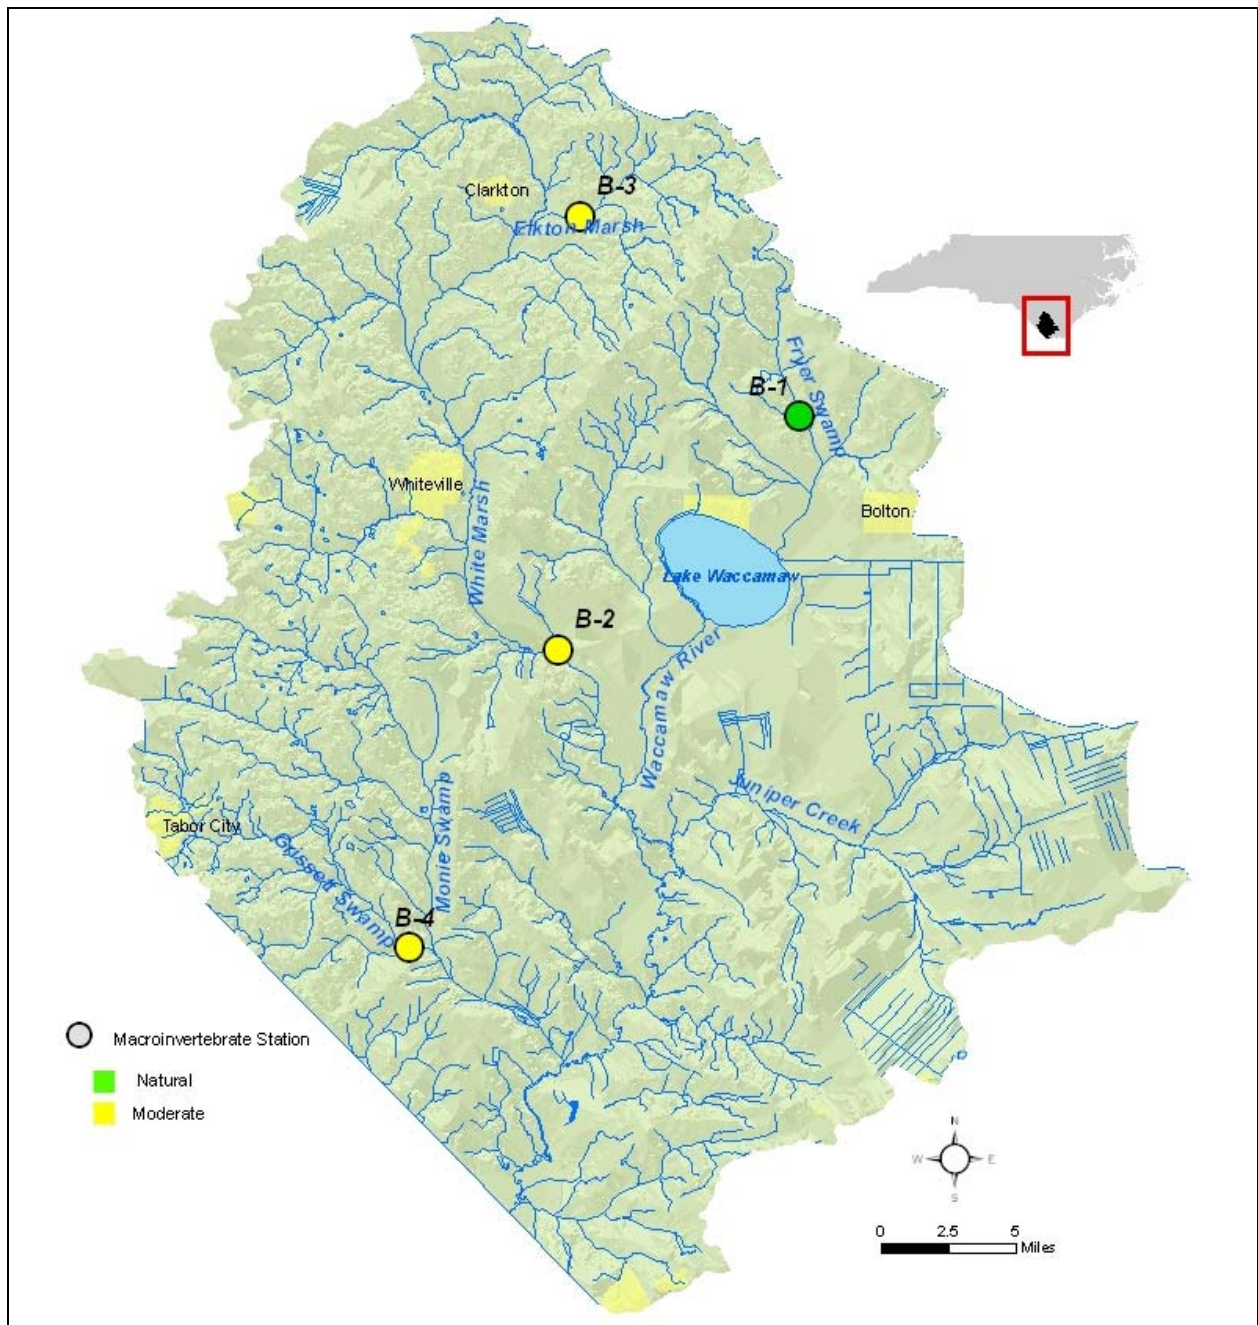 Clarkton
B-3
Elkton Marsh
B-1
Fryer Swamp
Whiteville
White Marsh
Bolton
Lake Waccamaw
B-2
Waccamaw River
Juniper Creek
Tabor City
Grissett Swamp
Monie Swamp
B-4
Macroinvertebrate Station
Natural
Moderate
N
W E
S
0 2.5 5
Miles